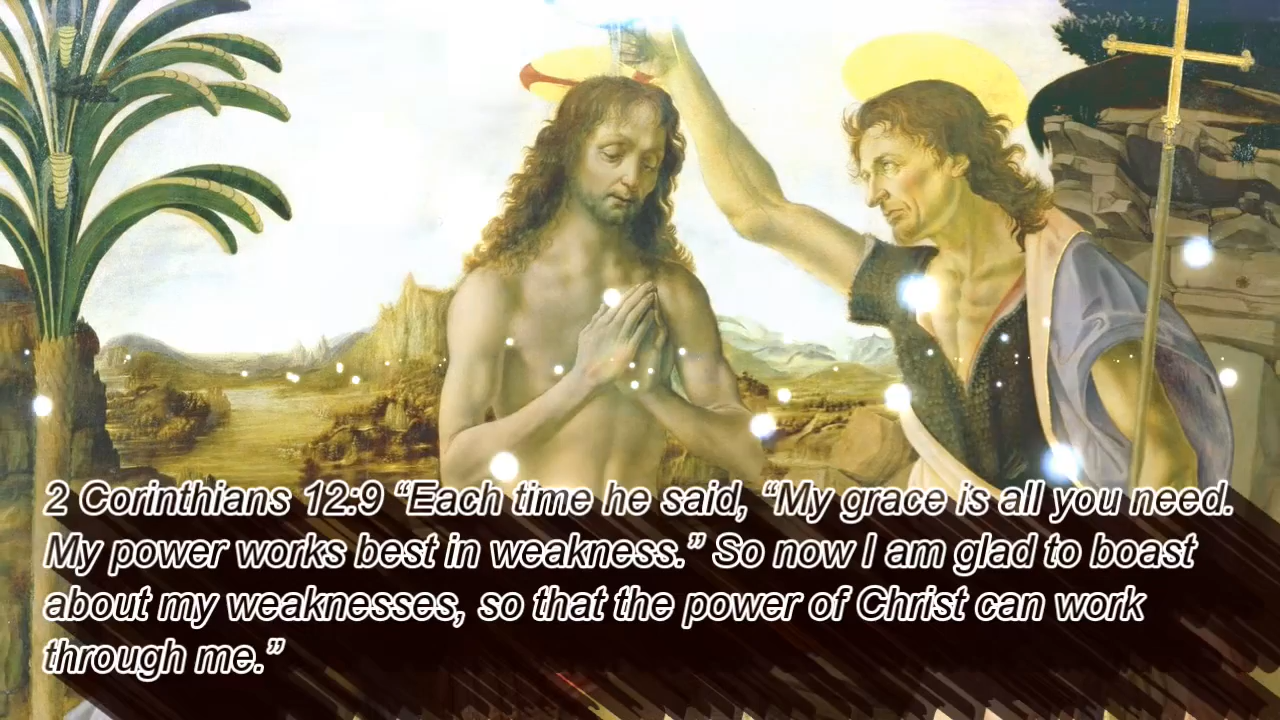 2 Corinthians 12:9 “Each time he said, “My grace is all you need.
My power works best in weakness.” So now I am glad to boast
about my weaknesses, so that the power of Christ can work
through me.”